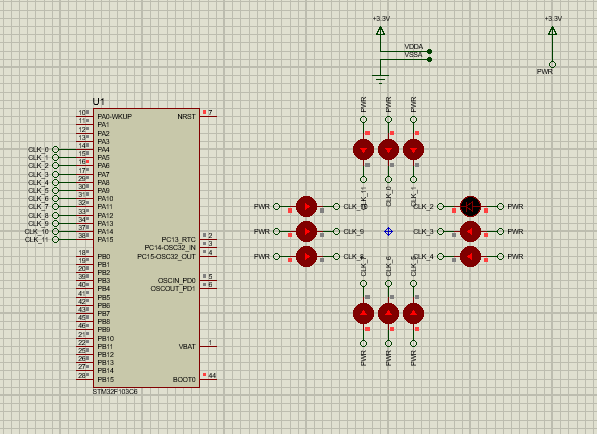 +3.3V
+3.3V
VDDA
VSSA
PWR
PWR PWR PWR
U1
10 PA0-WKUP NRST 7
11 PA1
12 PA2
13 PA3
CLK_0 14 PA4
CLK_1 15 PA5
CLK_2 16 PA6
CLK_3 17 PA7
CLK_4 29 PA8
CLK_5 30 PA9
CLK_6 31 PA10
CLK_7 32 PA11
CLK_8 33 PA12
CLK_9 34 PA13
CLK_10 37 PA14
CLK_11 38 PA15
PC13_RTC 2
PC14-OSC32_IN 3
PC15-OSC32_OUT 4
18 PB0
19 PB1
20 PB2
39 PB3
40 PB4
41 PB5
42 PB6
43 PB7
45 PB8
46 PB9
21 PB10
22 PB11
25 PB12
26 PB13
27 PB14
28 PB15
OSCIN_PD0 5
OSCOUT_PD1 6
VBAT 1
BOOT0 44
STM32F103C6
CLK_11 CLK_0 CLK_1
PWR CLK_10 CLK_2 PWR
PWR CLK_9 CLK_3 PWR
PWR CLK_8 CLK_4 PWR
CLK_7 CLK_6 CLK_5
PWR PWR PWR